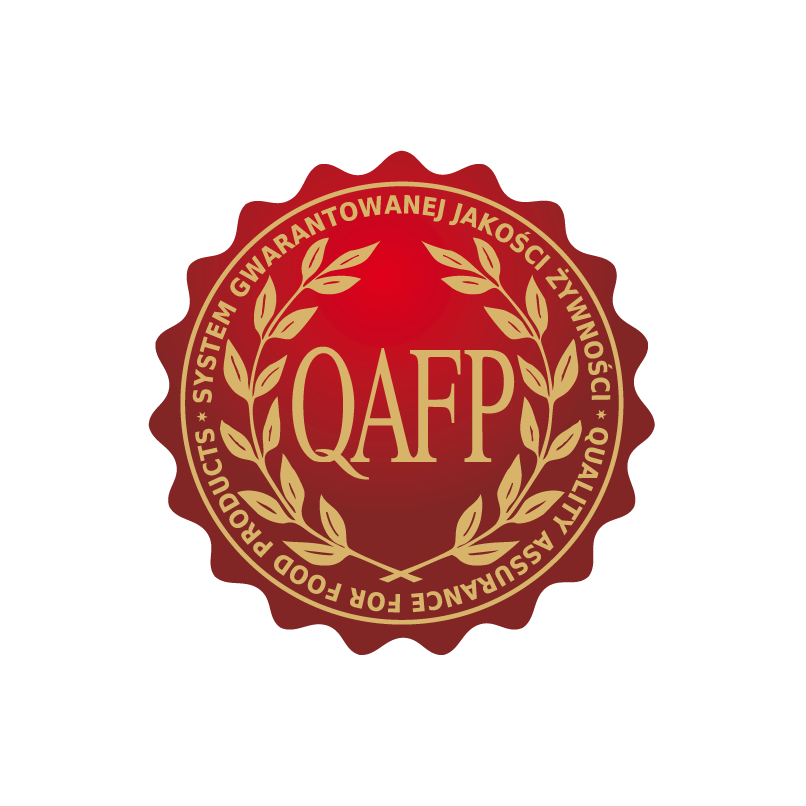 SYSTEM GWARANTOWANEJ JAKOŚCI ŻYWNOŚCI
QAFP
* QUALITY ASSURANCE FOR FOOD PRODUCTS *